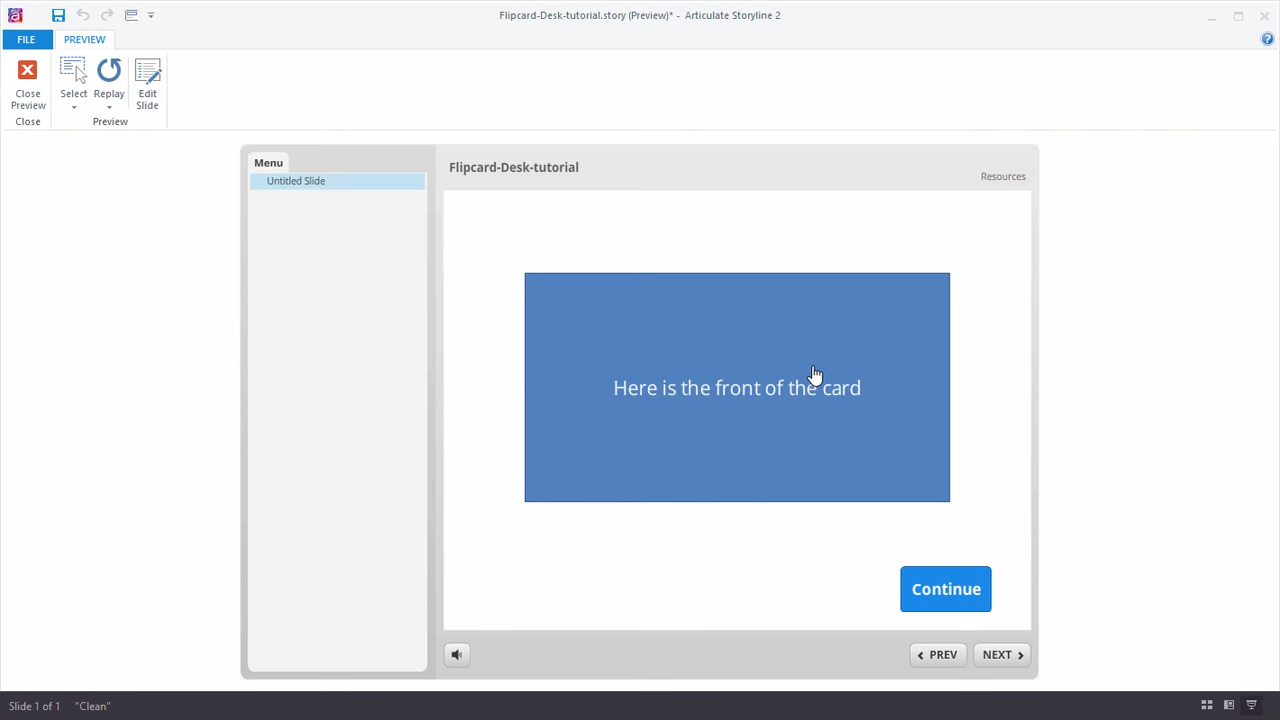 Flipcard-Desk-tutorial.story (Preview)* - Articulate Storyline 2
FILE
PREVIEW
Close Preview
Select
Replay
Edit Slide
Close
Preview
Menu
Untitled Slide
Flipcard-Desk-tutorial
Resources
Here is the front of the card
Continue
PREV
NEXT
Slide 1 of 1
"Clean"